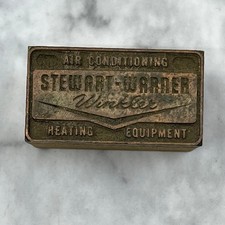 AIR CONDITIONING
STEWART-WARNER
Winkler
HEATING EQUIPMENT